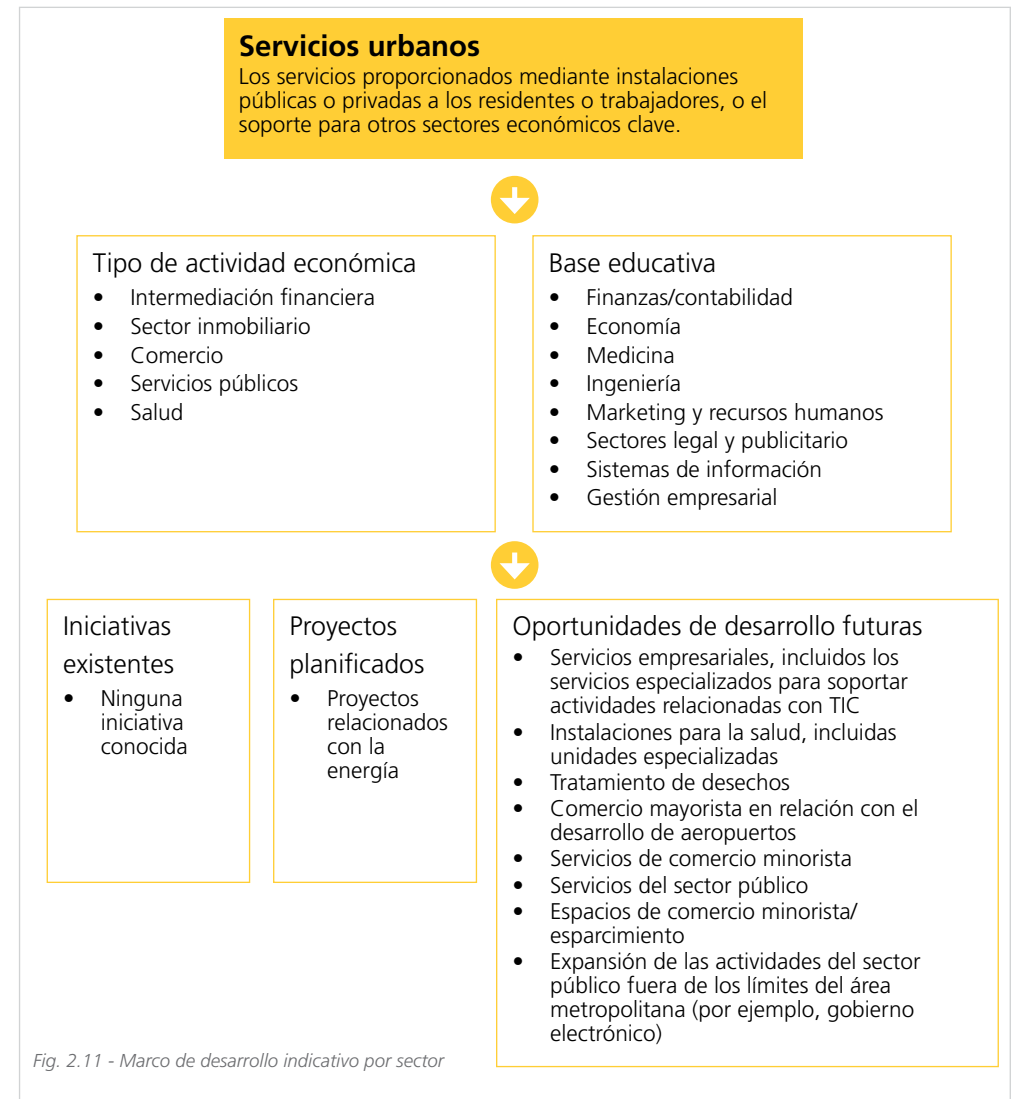 Servicios urbanos
Los servicios proporcionados mediante instalaciones
públicas o privadas a los residentes o trabajadores, o el
soporte para otros sectores económicos clave.
Tipo de actividad económica
• Intermediación financiera
• Sector inmobiliario
• Comercio
• Servicios públicos
• Salud
Base educativa
• Finanzas/contabilidad
• Economía
• Medicina
• Ingeniería
• Marketing y recursos humanos
• Sectores legal y publicitario
• Sistemas de información
• Gestión empresarial
Iniciativas
existentes
• Ninguna
iniciativa
conocida
Proyectos
planificados
• Proyectos
relacionados
con la
energía
Oportunidades de desarrollo futuras
• Servicios empresariales, incluidos los
servicios especializados para soportar
actividades relacionadas con TIC
• Instalaciones para la salud, incluidas
unidades especializadas
• Tratamiento de desechos
• Comercio mayorista en relación con el
desarrollo de aeropuertos
• Servicios de comercio minorista
• Servicios del sector público
• Espacios de comercio minorista/
esparcimiento
• Expansión de las actividades del sector
público fuera de los límites del área
metropolitana (por ejemplo, gobierno
electrónico)
Fig. 2.11 - Marco de desarrollo indicativo por sector